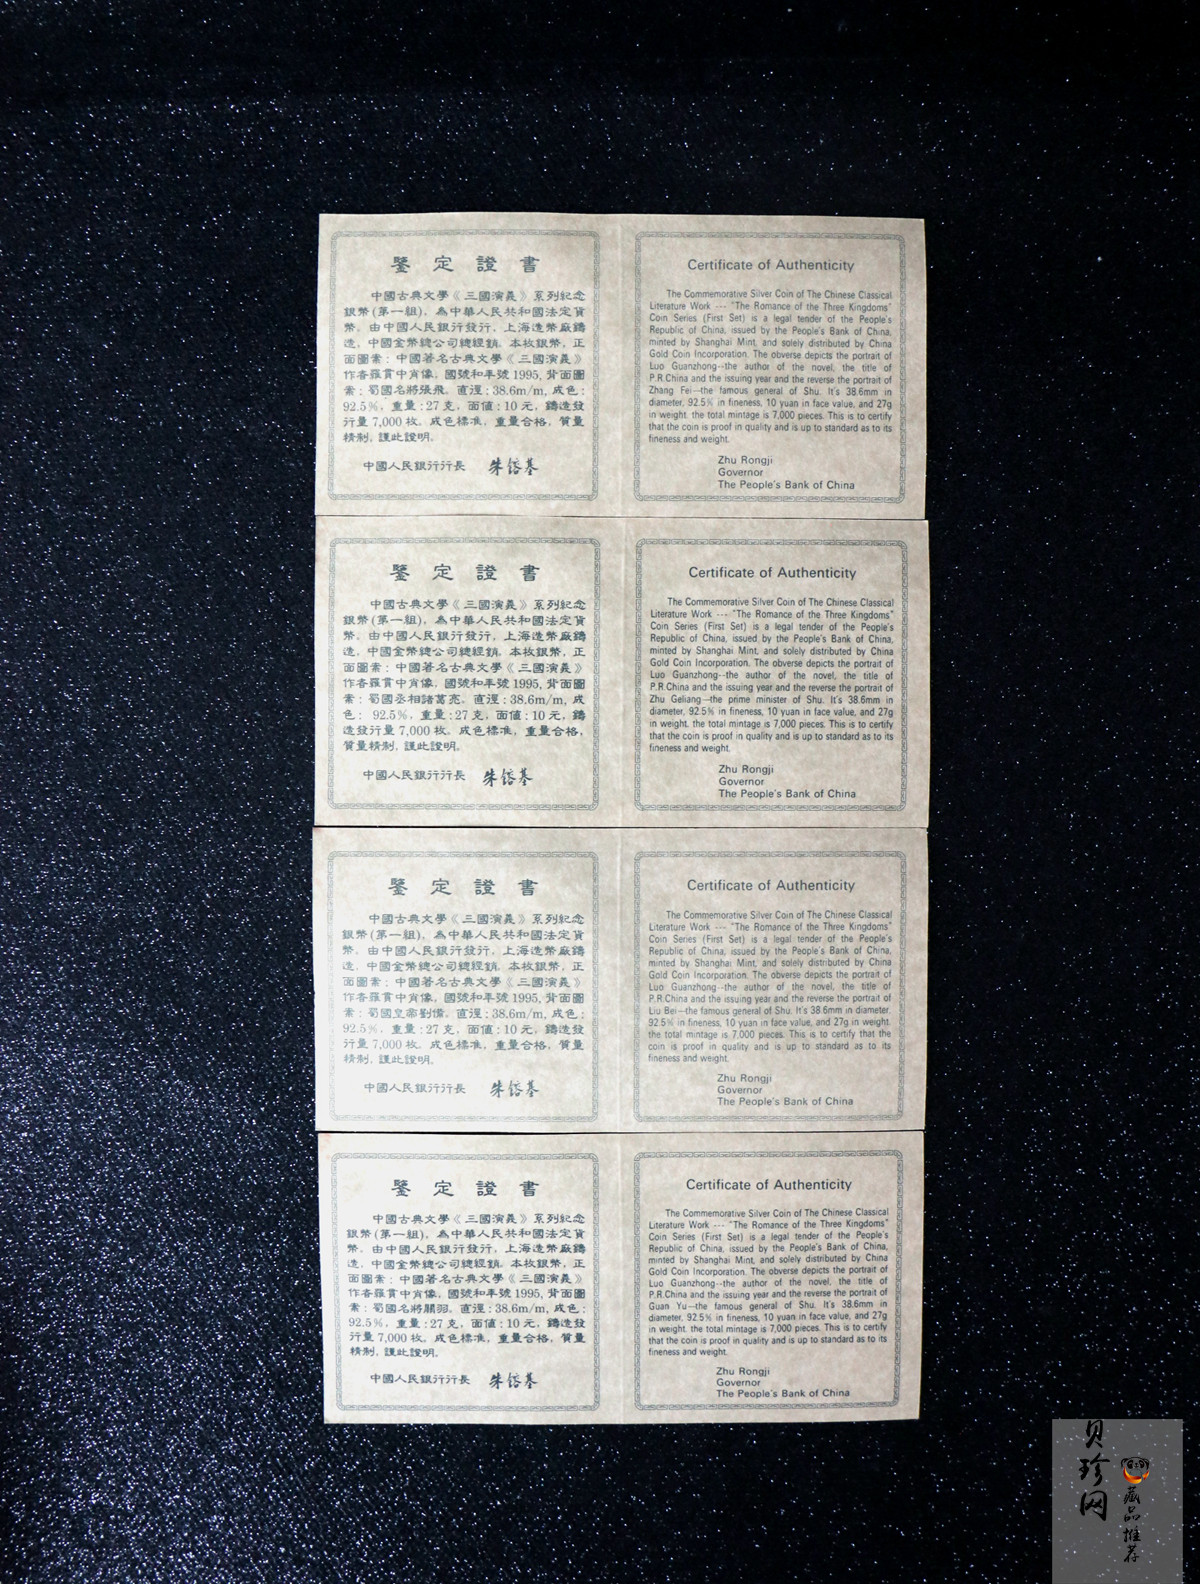 鑒定證書
中國古典文學《三國演義》系列紀念
銀幣(第一組)，為中華人民共和國法定貨
幣。由中國人民銀行發行，上海造幣廠鑄
造，中國金幣總公司總經銷。本枚銀幣，正
面圖案：中國著名古典文學《三國演義》
作者羅貫中肖像，國號和年號1995，背面圖
案：蜀國名將張飛。直徑：38.6m/m，成色：
92.5%，重量：27克，面值：10元，鑄造發
行量7,000枚。成色標準，重量合格，質量
精制，謹此證明。
中國人民銀行行長 朱鎔基
Certificate of Authenticity
The Commemorative Silver Coin of The Chinese Classical
Literature Work --- "The Romance of the Three Kingdoms"
Coin Series (First Set) is a legal tender of the People's
Republic of China, issued by the People's Bank of China,
minted by Shanghai Mint, and solely distributed by China
Gold Coin Incorporation. The obverse depicts the portrait of
Luo Guanzhong--the author of the novel, the title of
P.R.China and the issuing year and the reverse the portrait of
Zhang Fei—the famous general of Shu. It's 38.6mm in
diameter, 92.5% in fineness, 10 yuan in face value, and 27g
in weight. the total mintage is 7,000 pieces. This is to certify
that the coin is proof in quality and is up to standard as to its
fineness and weight.
Zhu Rongji
Governor
The People's Bank of China
鑒定證書
中國古典文學《三國演義》系列紀念
銀幣(第一組)，為中華人民共和國法定貨
幣。由中國人民銀行發行，上海造幣廠鑄
造，中國金幣總公司總經銷。本枚銀幣，正
面圖案：中國著名古典文學《三國演義》
作者羅貫中肖像，國號和年號1995，背面圖
案：蜀國丞相諸葛亮。直徑：38.6m/m，成
色：92.5%，重量：27克，面值：10元，鑄
造發行量7,000枚。成色標準，重量合格，
質量精制，謹此證明。
中國人民銀行行長 朱鎔基
Certificate of Authenticity
The Commemorative Silver Coin of The Chinese Classical
Literature Work --- "The Romance of the Three Kingdoms"
Coin Series (First Set) is a legal tender of the People's
Republic of China, issued by the People's Bank of China,
minted by Shanghai Mint, and solely distributed by China
Gold Coin Incorporation. The obverse depicts the portrait of
Luo Guanzhong--the author of the novel, the title of
P.R.China and the issuing year and the reverse the portrait of
Zhu Geliang—the prime minister of Shu. It's 38.6mm in
diameter, 92.5% in fineness, 10 yuan in face value, and 27g
in weight. the total mintage is 7,000 pieces. This is to certify
that the coin is proof in quality and is up to standard as to its
fineness and weight.
Zhu Rongji
Governor
The People's Bank of China
鑒定證書
中國古典文學《三國演義》系列紀念
銀幣(第一組)，為中華人民共和國法定貨
幣。由中國人民銀行發行，上海造幣廠鑄
造，中國金幣總公司總經銷。本枚銀幣，正
面圖案：中國著名古典文學《三國演義》
作者羅貫中肖像，國號和年號1995，背面圖
案：蜀國皇帝劉備。直徑：38.6m/m，成色：
92.5%，重量：27克，面值：10元，鑄造發
行量7,000枚。成色標準，重量合格，質量
精制，謹此證明。
中國人民銀行行長 朱鎔基
Certificate of Authenticity
The Commemorative Silver Coin of The Chinese Classical
Literature Work --- "The Romance of the Three Kingdoms"
Coin Series (First Set) is a legal tender of the People's
Republic of China, issued by the People's Bank of China,
minted by Shanghai Mint, and solely distributed by China
Gold Coin Incorporation. The obverse depicts the portrait of
Luo Guanzhong--the author of the novel, the title of
P.R.China and the issuing year and the reverse the portrait of
Liu Bei—the famous general of Shu. It's 38.6mm in diameter,
92.5% in fineness, 10 yuan in face value, and 27g in weight.
the total mintage is 7,000 pieces. This is to certify that the
coin is proof in quality and is up to standard as to its
fineness and weight.
Zhu Rongji
Governor
The People's Bank of China
鑒定證書
中國古典文學《三國演義》系列紀念
銀幣(第一組)，為中華人民共和國法定貨
幣。由中國人民銀行發行，上海造幣廠鑄
造，中國金幣總公司總經銷。本枚銀幣，正
面圖案：中國著名古典文學《三國演義》
作者羅貫中肖像，國號和年號1995，背面圖
案：蜀國名將關羽。直徑：38.6m/m，成色：
92.5%，重量：27克，面值：10元，鑄造發
行量7,000枚。成色標準，重量合格，質量
精制，謹此證明。
中國人民銀行行長 朱鎔基
Certificate of Authenticity
The Commemorative Silver Coin of The Chinese Classical
Literature Work --- "The Romance of the Three Kingdoms"
Coin Series (First Set) is a legal tender of the People's
Republic of China, issued by the People's Bank of China,
minted by Shanghai Mint, and solely distributed by China
Gold Coin Incorporation. The obverse depicts the portrait of
Luo Guanzhong--the author of the novel, the title of
P.R.China and the issuing year and the reverse the portrait of
Guan Yu—the famous general of Shu. It's 38.6mm in
diameter, 92.5% in fineness, 10 yuan in face value, and 27g
in weight. the total mintage is 7,000 pieces. This is to certify
that the coin is proof in quality and is up to standard as to its
fineness and weight.
Zhu Rongji
Governor
The People's Bank of China
贝珍网
藏品推荐